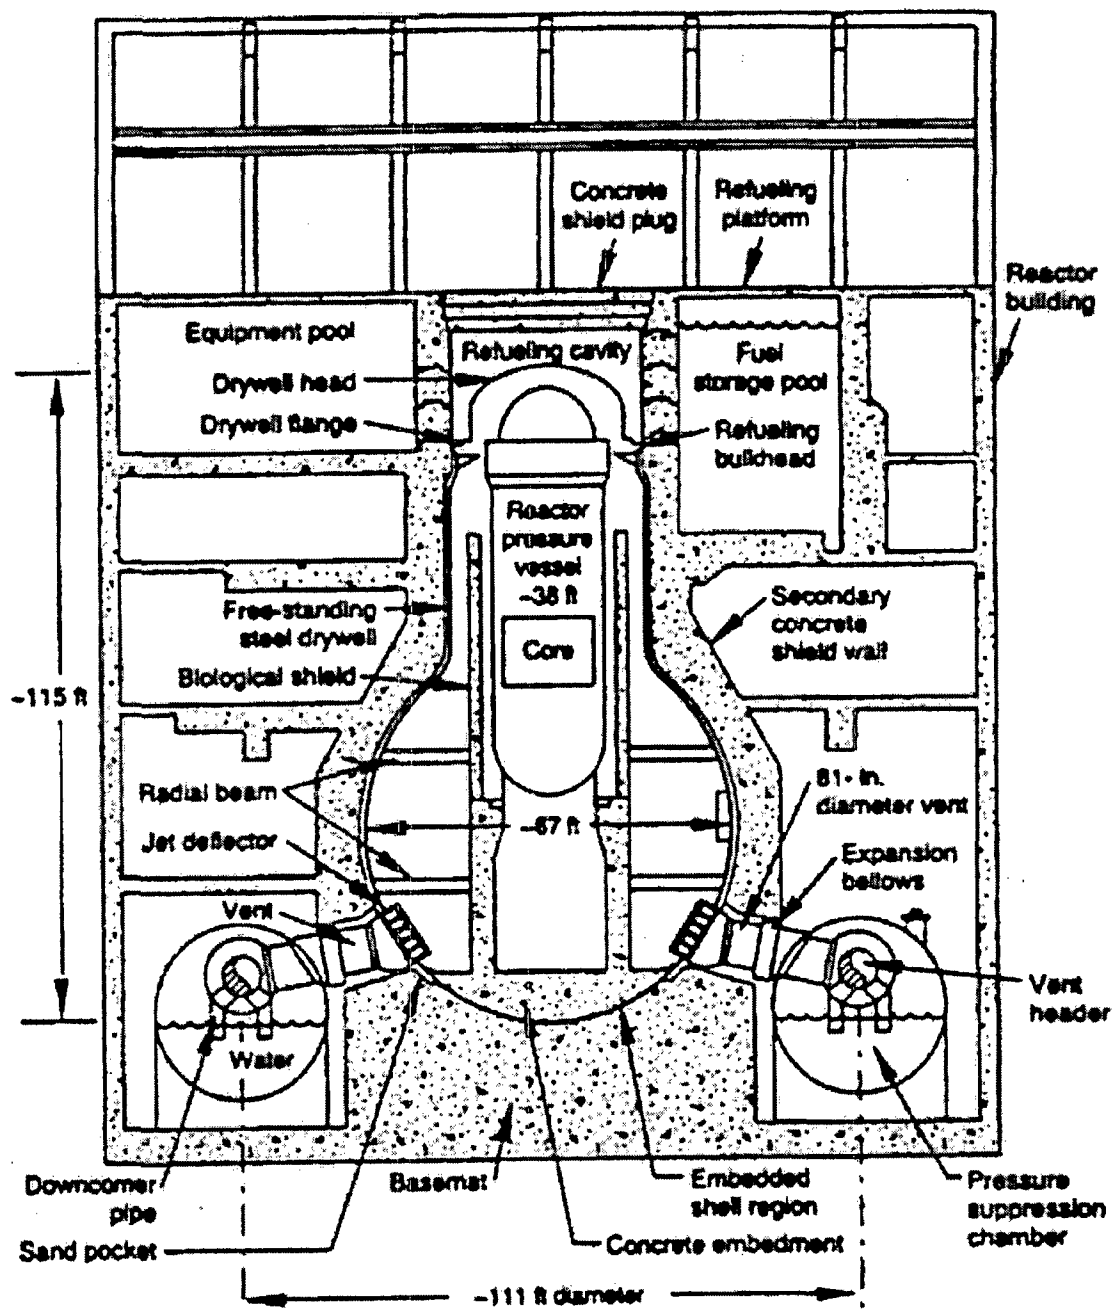 Concrete
shield plug
Refueling
platform
Reactor
building
Equipment pool
Refueling cavity
Fuel
storage pool
Drywell head
Drywell flange
Refueling
bulkhead
Reactor
pressure
vessel
~38 ft
Free-standing
steel drywell
Secondary
concrete
shield wall
Core
Biological shield
~115 ft
Radial beam
81- in.
diameter vent
~67 ft
Jet deflector
Expansion
bellows
Vent
Vent
header
Water
Downcomer
pipe
Basemat
Embedded
shell region
Pressure
suppression
chamber
Sand pocket
Concrete embedment
~111 ft diameter